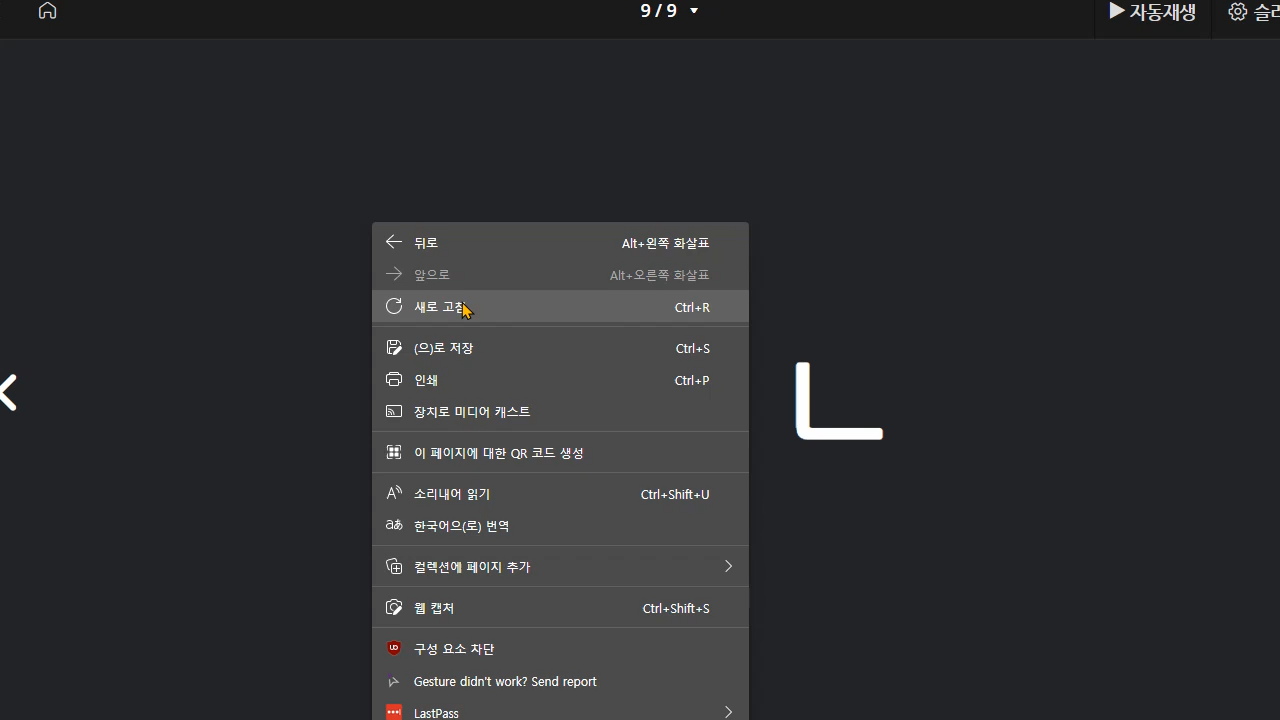 9 / 9
자동재생
슬라
뒤로 Alt+왼쪽 화살표
앞으로 Alt+오른쪽 화살표
새로 고침 Ctrl+R
(으)로 저장 Ctrl+S
인쇄 Ctrl+P
장치로 미디어 캐스트
이 페이지에 대한 QR 코드 생성
소리내어 읽기 Ctrl+Shift+U
한국어으(로) 번역
컬렉션에 페이지 추가
웹 캡처 Ctrl+Shift+S
구성 요소 차단
Gesture didn't work? Send report
LastPass